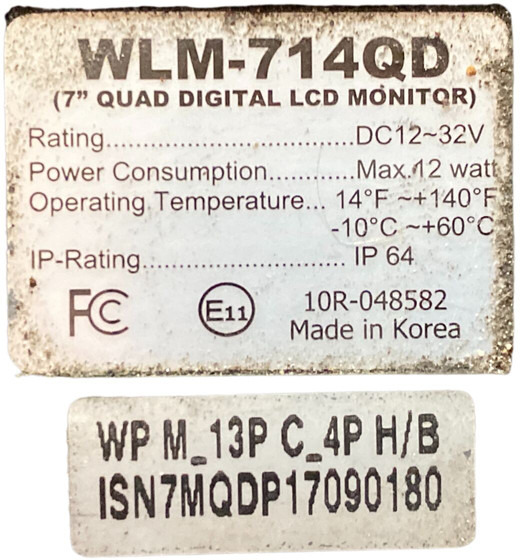 WLM-714QD
(7” QUAD DIGITAL LCD MONITOR)
Rating..............................DC12~32V
Power Consumption............Max.12 watt
Operating Temperature... 14°F ~+140°F
-10°C ~+60°C
IP-Rating......................... IP 64
FC E11 10R-048582
Made in Korea
WP M_13P C_4P H/B
ISN7MQDP17090180